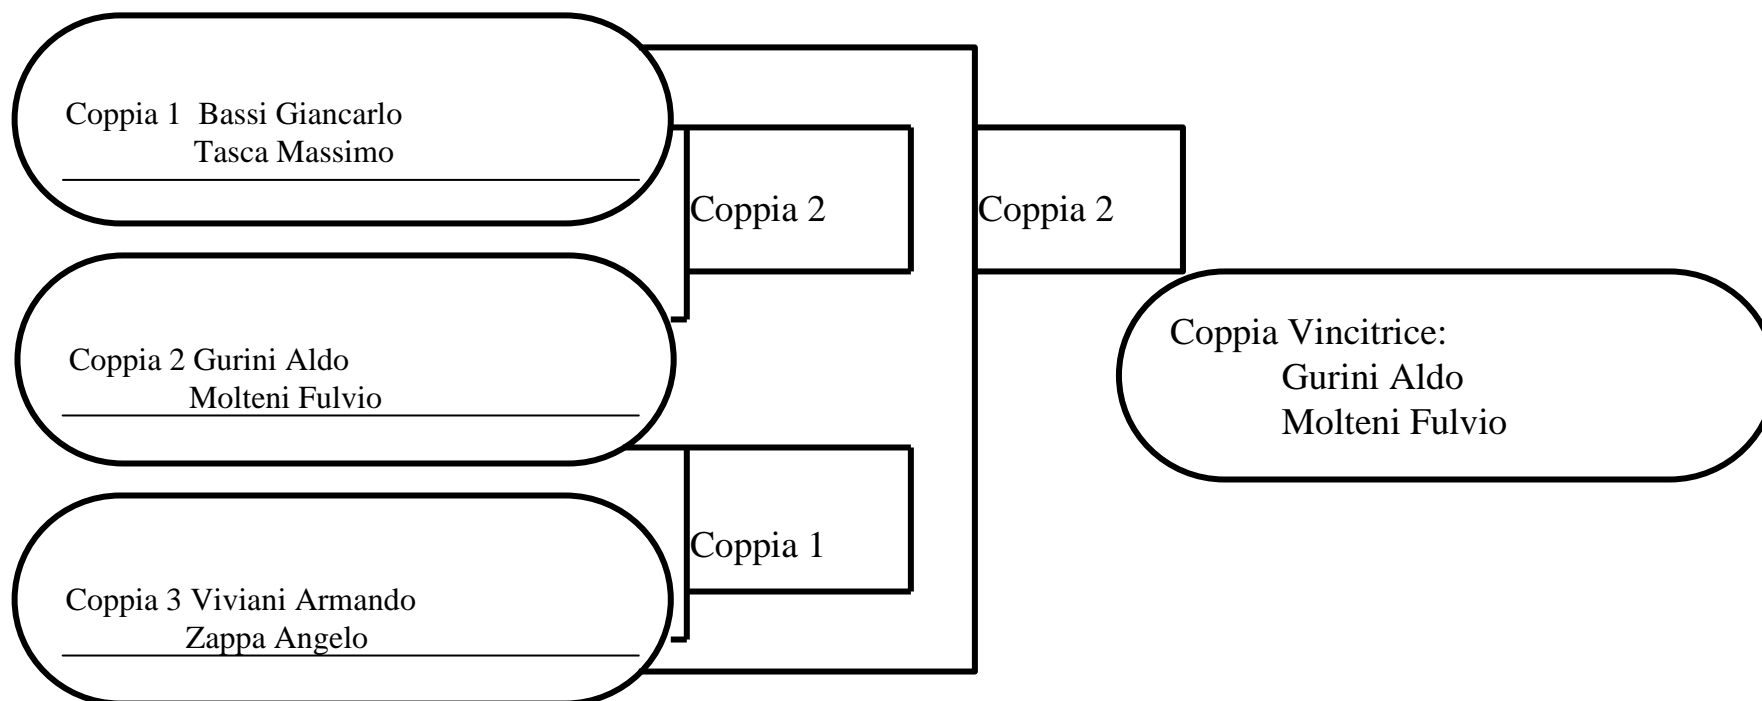 Coppia 1 Bassi Giancarlo
Tasca Massimo
Coppia 2
Coppia 2
Coppia 2 Gurini Aldo
Molteni Fulvio
Coppia Vincitrice:
Gurini Aldo
Molteni Fulvio
Coppia 1
Coppia 3 Viviani Armando
Zappa Angelo